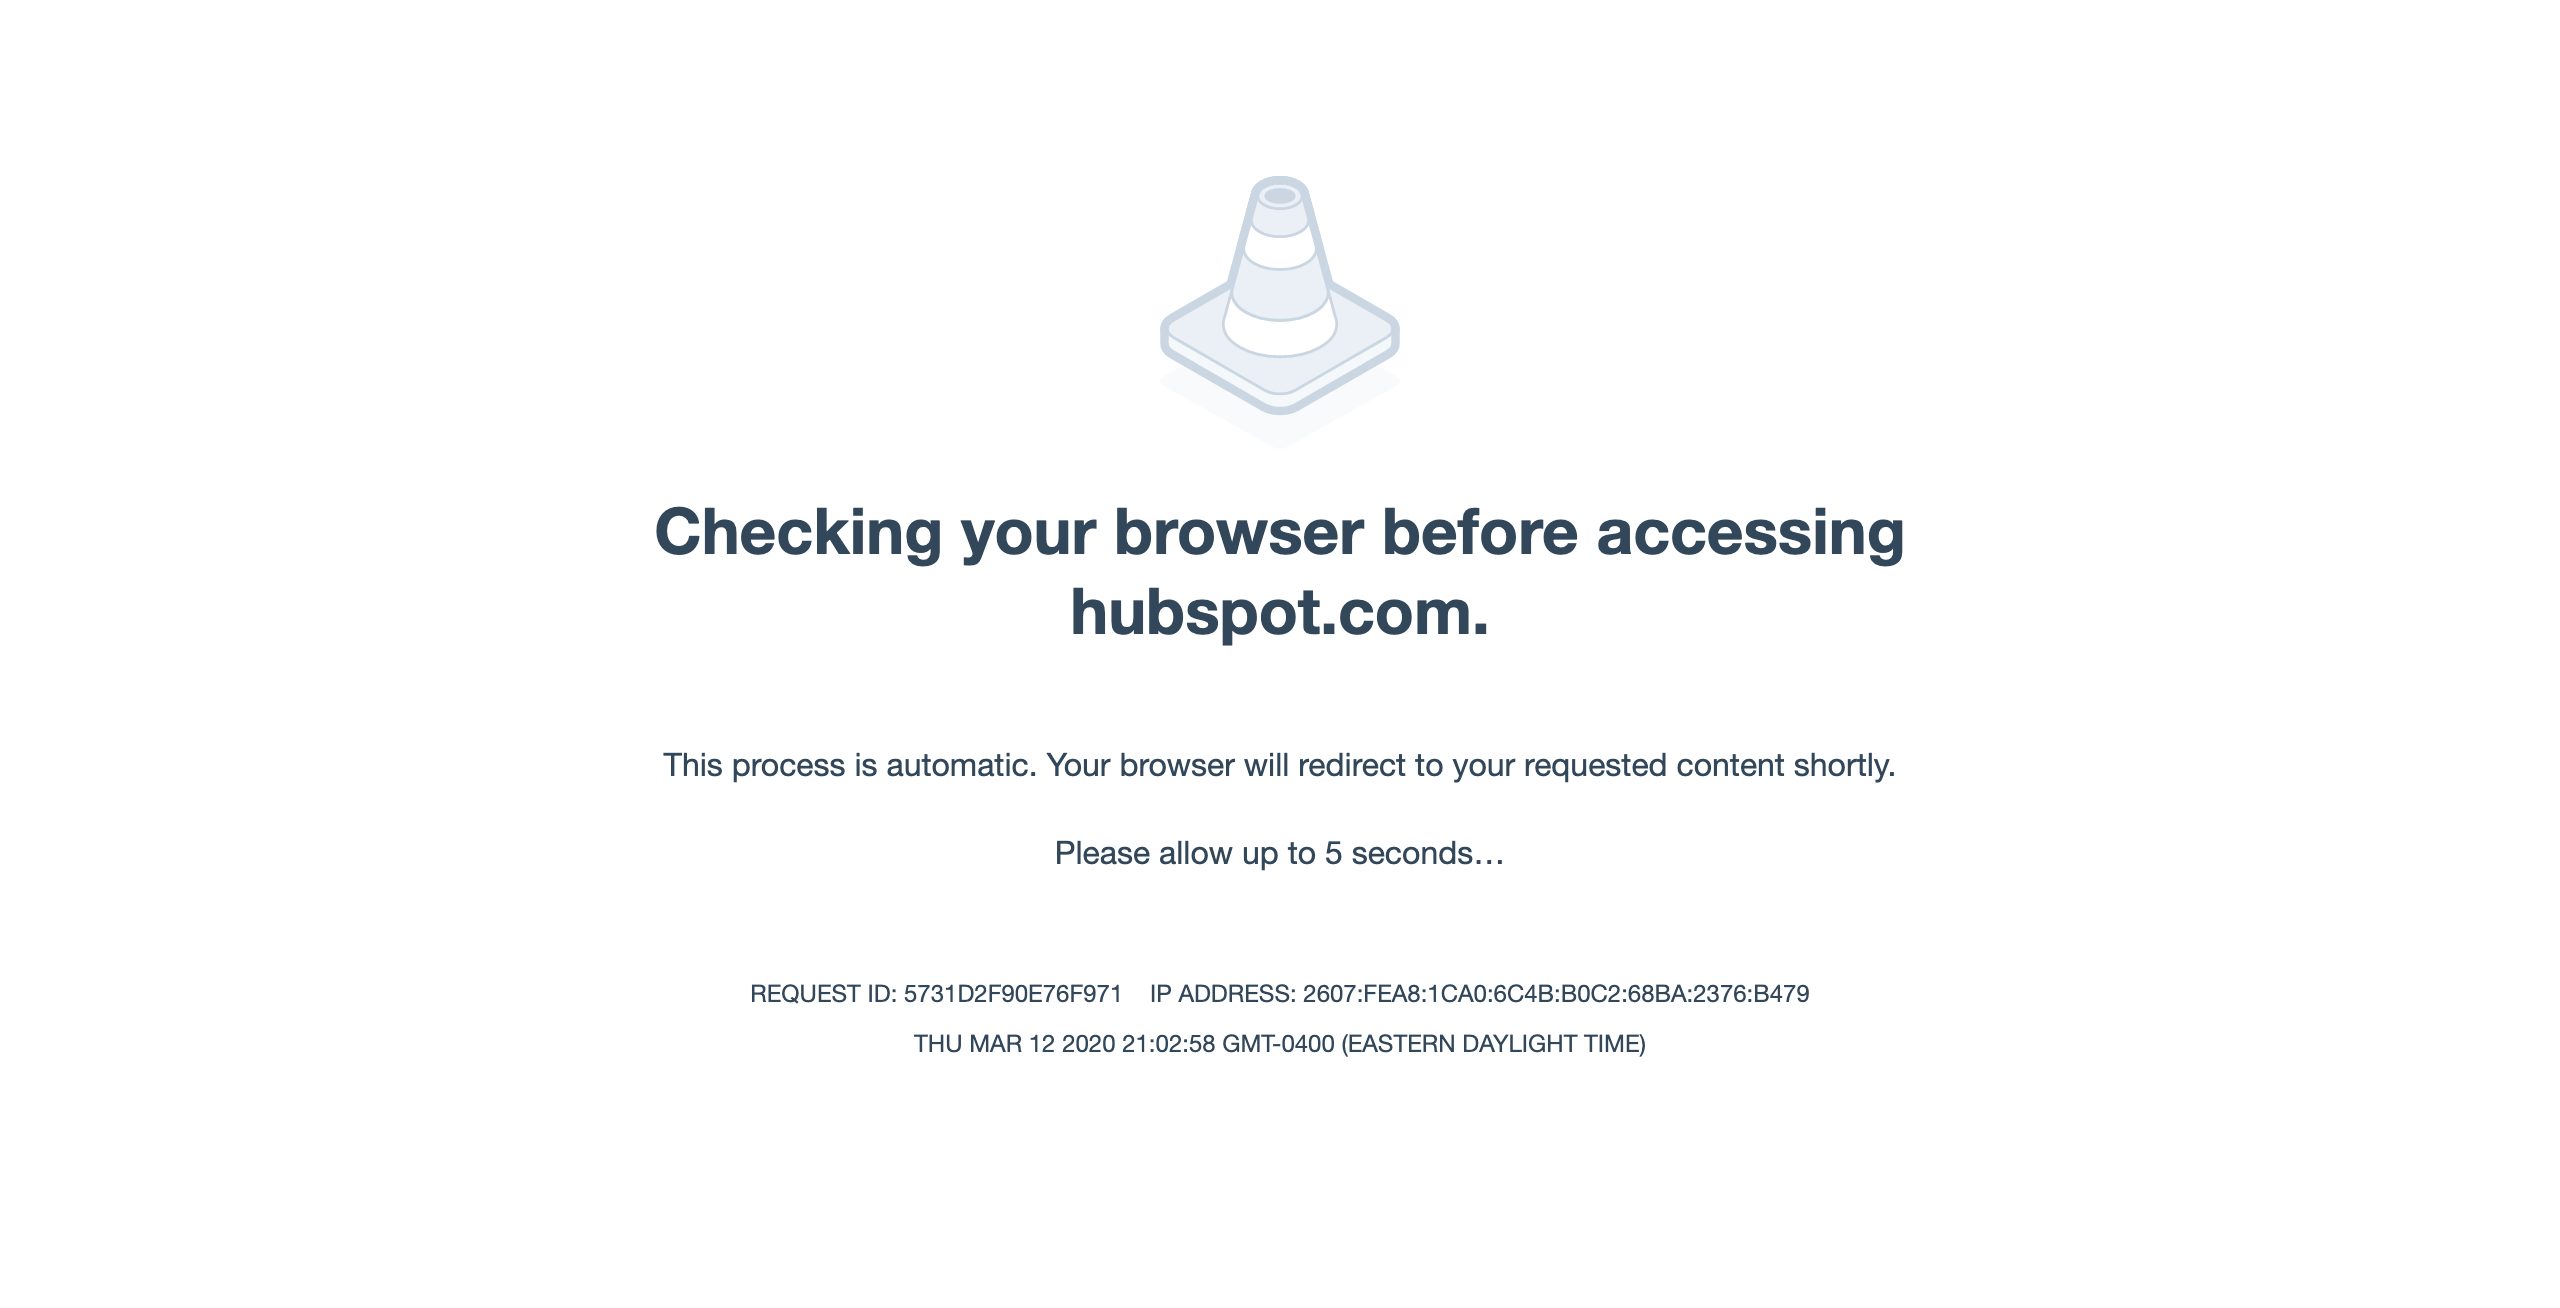 Checking your browser before accessing
hubspot.com.
This process is automatic. Your browser will redirect to your requested content shortly.
Please allow up to 5 seconds…
REQUEST ID: 5731D2F90E76F971 IP ADDRESS: 2607:FEA8:1CA0:6C4B:B0C2:68BA:2376:B479
THU MAR 12 2020 21:02:58 GMT-0400 (EASTERN DAYLIGHT TIME)